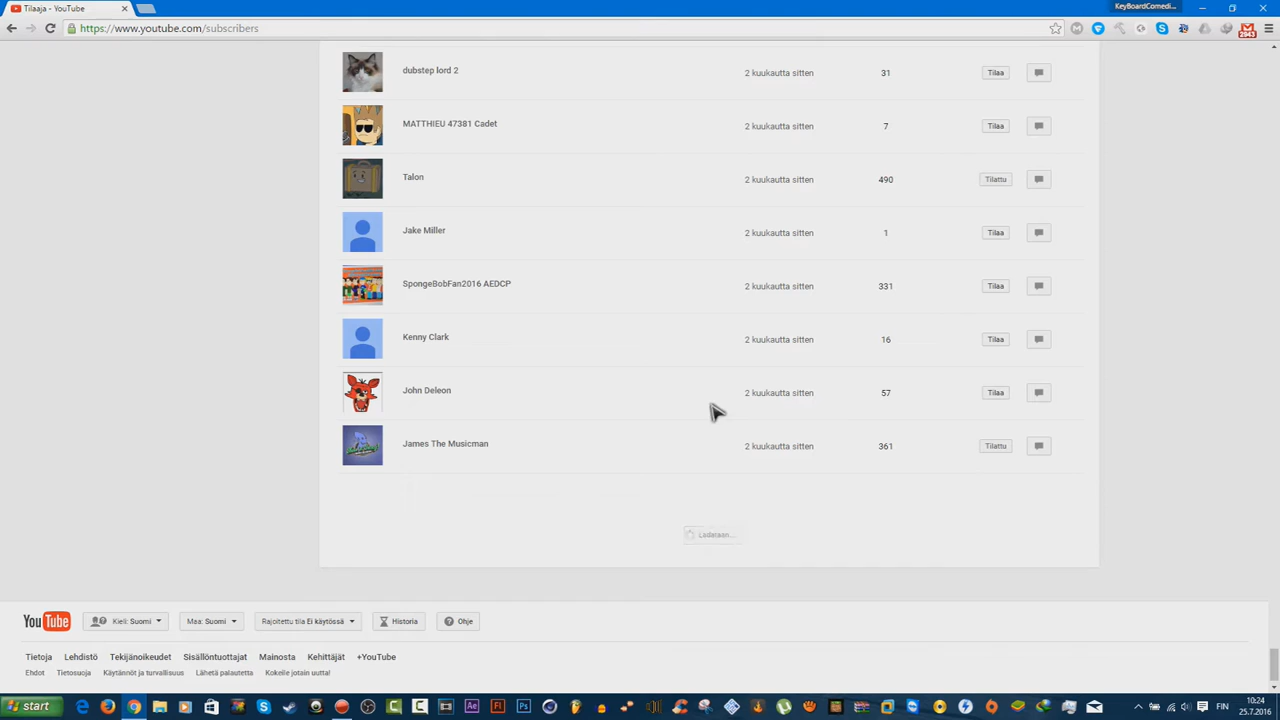 Tilaaja - YouTube
KeyBoardComedi...
https://www.youtube.com/subscribers
2943
dubstep lord 2 2 kuukautta sitten 31 Tilaa
MATTHIEU 47381 Cadet 2 kuukautta sitten 7 Tilaa
Talon 2 kuukautta sitten 490 Tilattu
Jake Miller 2 kuukautta sitten 1 Tilaa
SpongeBobFan2016 AEDCP 2 kuukautta sitten 331 Tilaa
Kenny Clark 2 kuukautta sitten 16 Tilaa
John Deleon 2 kuukautta sitten 57 Tilaa
James The Musicman 2 kuukautta sitten 361 Tilattu
Ladataan...
YouTube Kieli: Suomi Maa: Suomi Rajoitettu tila Ei käytössä Historia Ohje
Tietoja Lehdistö Tekijänoikeudet Sisällöntuottajat Mainosta Kehittäjät +YouTube
Ehdot Tietosuoja Käytännöt ja turvallisuus Lähetä palautetta Kokeile jotain uutta!
start Ae Fl Ps FIN 10:24
25.7.2016